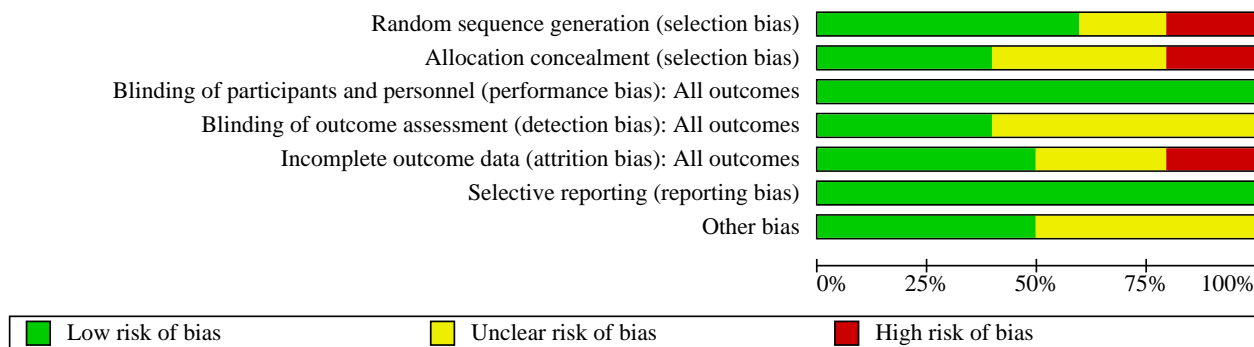 Random sequence generation (selection bias)
Allocation concealment (selection bias)
Blinding of participants and personnel (performance bias): All outcomes
Blinding of outcome assessment (detection bias): All outcomes
Incomplete outcome data (attrition bias): All outcomes
Selective reporting (reporting bias)
Other bias
0% 25% 50% 75% 100%
Low risk of bias Unclear risk of bias High risk of bias